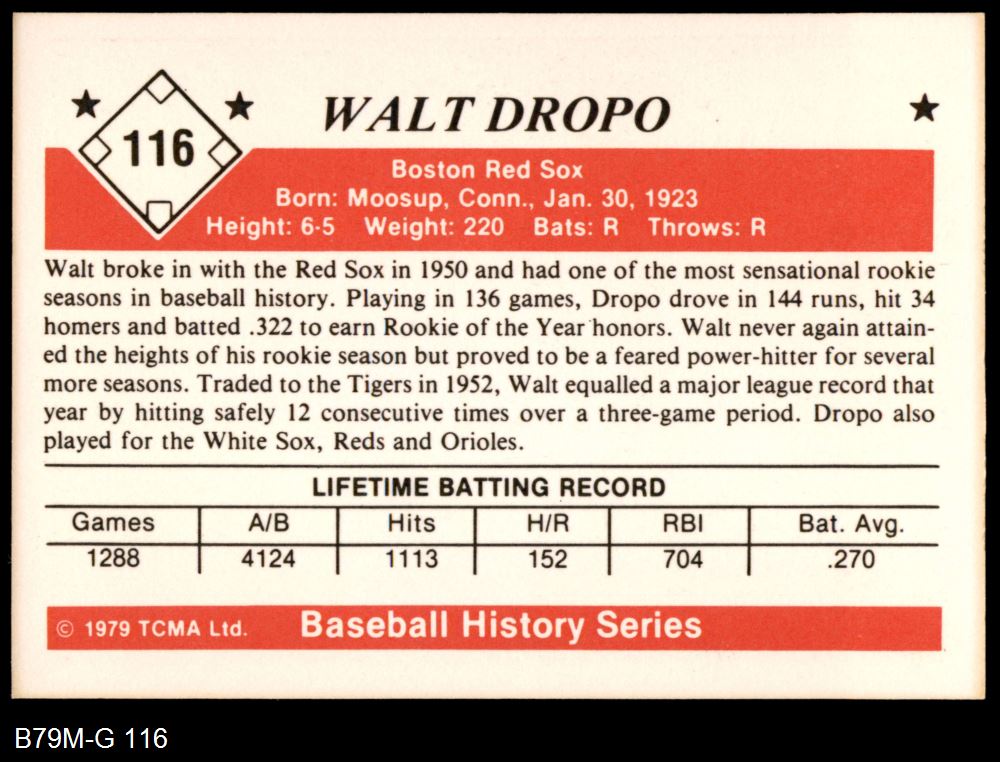 116
WALT DROPO
Boston Red Sox
Born: Moosup, Conn., Jan. 30, 1923
Height: 6-5 Weight: 220 Bats: R Throws: R
Walt broke in with the Red Sox in 1950 and had one of the most sensational rookie
seasons in baseball history. Playing in 136 games, Dropo drove in 144 runs, hit 34
homers and batted .322 to earn Rookie of the Year honors. Walt never again attain-
ed the heights of his rookie season but proved to be a feared power-hitter for several
more seasons. Traded to the Tigers in 1952, Walt equalled a major league record that
year by hitting safely 12 consecutive times over a three-game period. Dropo also
played for the White Sox, Reds and Orioles.
LIFETIME BATTING RECORD
Games A/B Hits H/R RBI Bat. Avg.
1288 4124 1113 152 704 .270
© 1979 TCMA Ltd. Baseball History Series
B79M-G 116